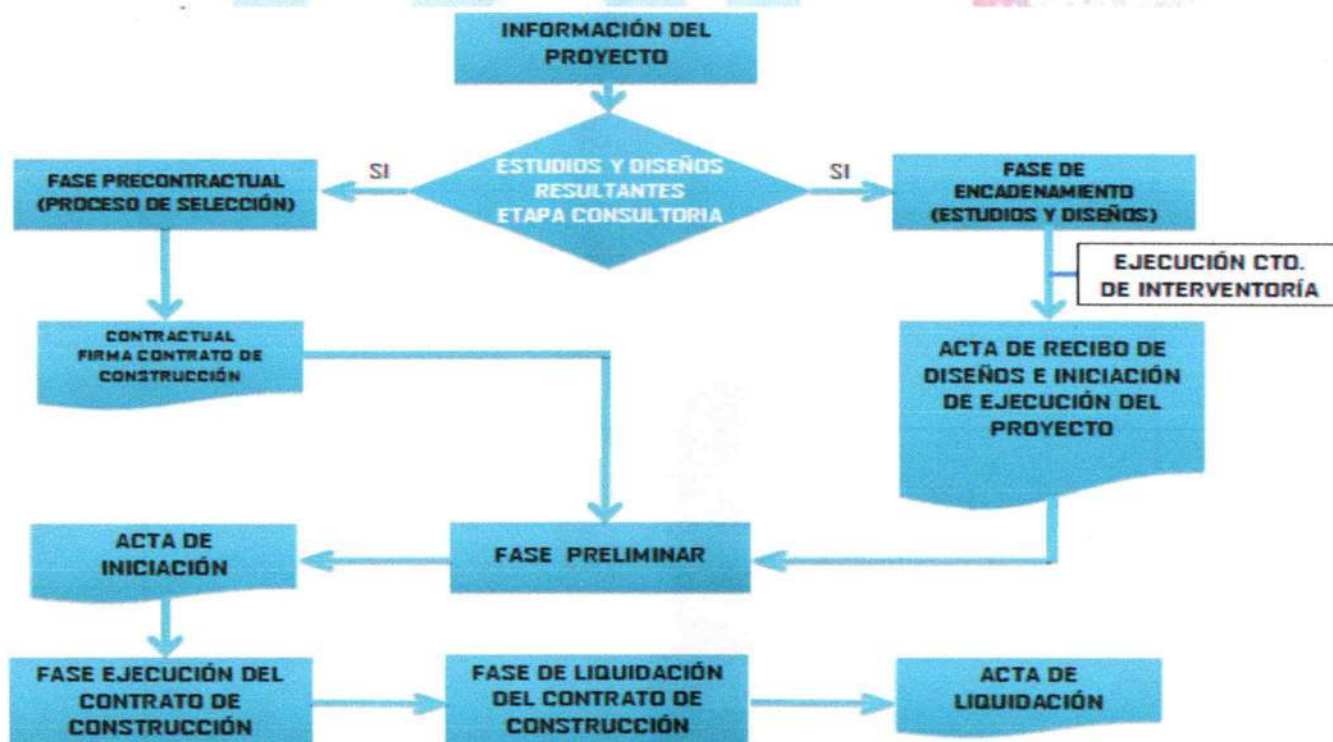 INFORMACIÓN DEL
PROYECTO
ESTUDIOS Y DISEÑOS
RESULTANTES
ETAPA CONSULTORIA
SI
SI
FASE PRECONTRACTUAL
(PROCESO DE SELECCIÓN)
FASE DE
ENCADENAMIENTO
(ESTUDIOS Y DISEÑOS)
EJECUCIÓN CTO.
DE INTERVENTORÍA
CONTRACTUAL
FIRMA CONTRATO DE
CONSTRUCCIÓN
ACTA DE RECIBO DE
DISEÑOS E INICIACIÓN
DE EJECUCIÓN DEL
PROYECTO
ACTA DE
INICIACIÓN
FASE PRELIMINAR
FASE EJECUCIÓN DEL
CONTRATO DE
CONSTRUCCIÓN
FASE DE LIQUIDACIÓN
DEL CONTRATO DE
CONSTRUCCIÓN
ACTA DE
LIQUIDACIÓN